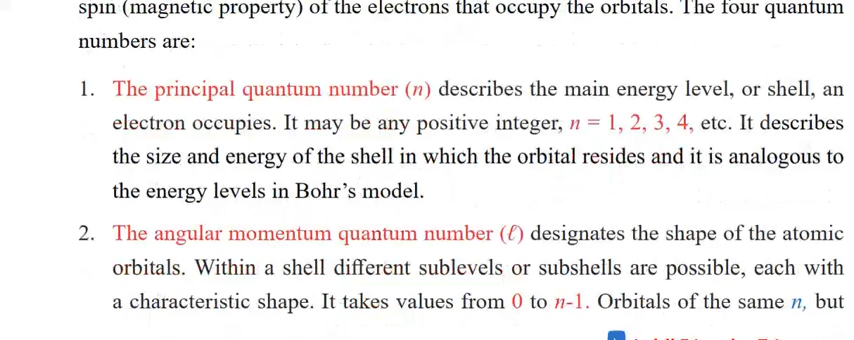 spin (magnetic property) of the electrons that occupy the orbitals. The four quantum
numbers are:
1. The principal quantum number (n) describes the main energy level, or shell, an
electron occupies. It may be any positive integer, n = 1, 2, 3, 4, etc. It describes
the size and energy of the shell in which the orbital resides and it is analogous to
the energy levels in Bohr's model.
2. The angular momentum quantum number (ℓ) designates the shape of the atomic
orbitals. Within a shell different sublevels or subshells are possible, each with
a characteristic shape. It takes values from 0 to n-1. Orbitals of the same n, but